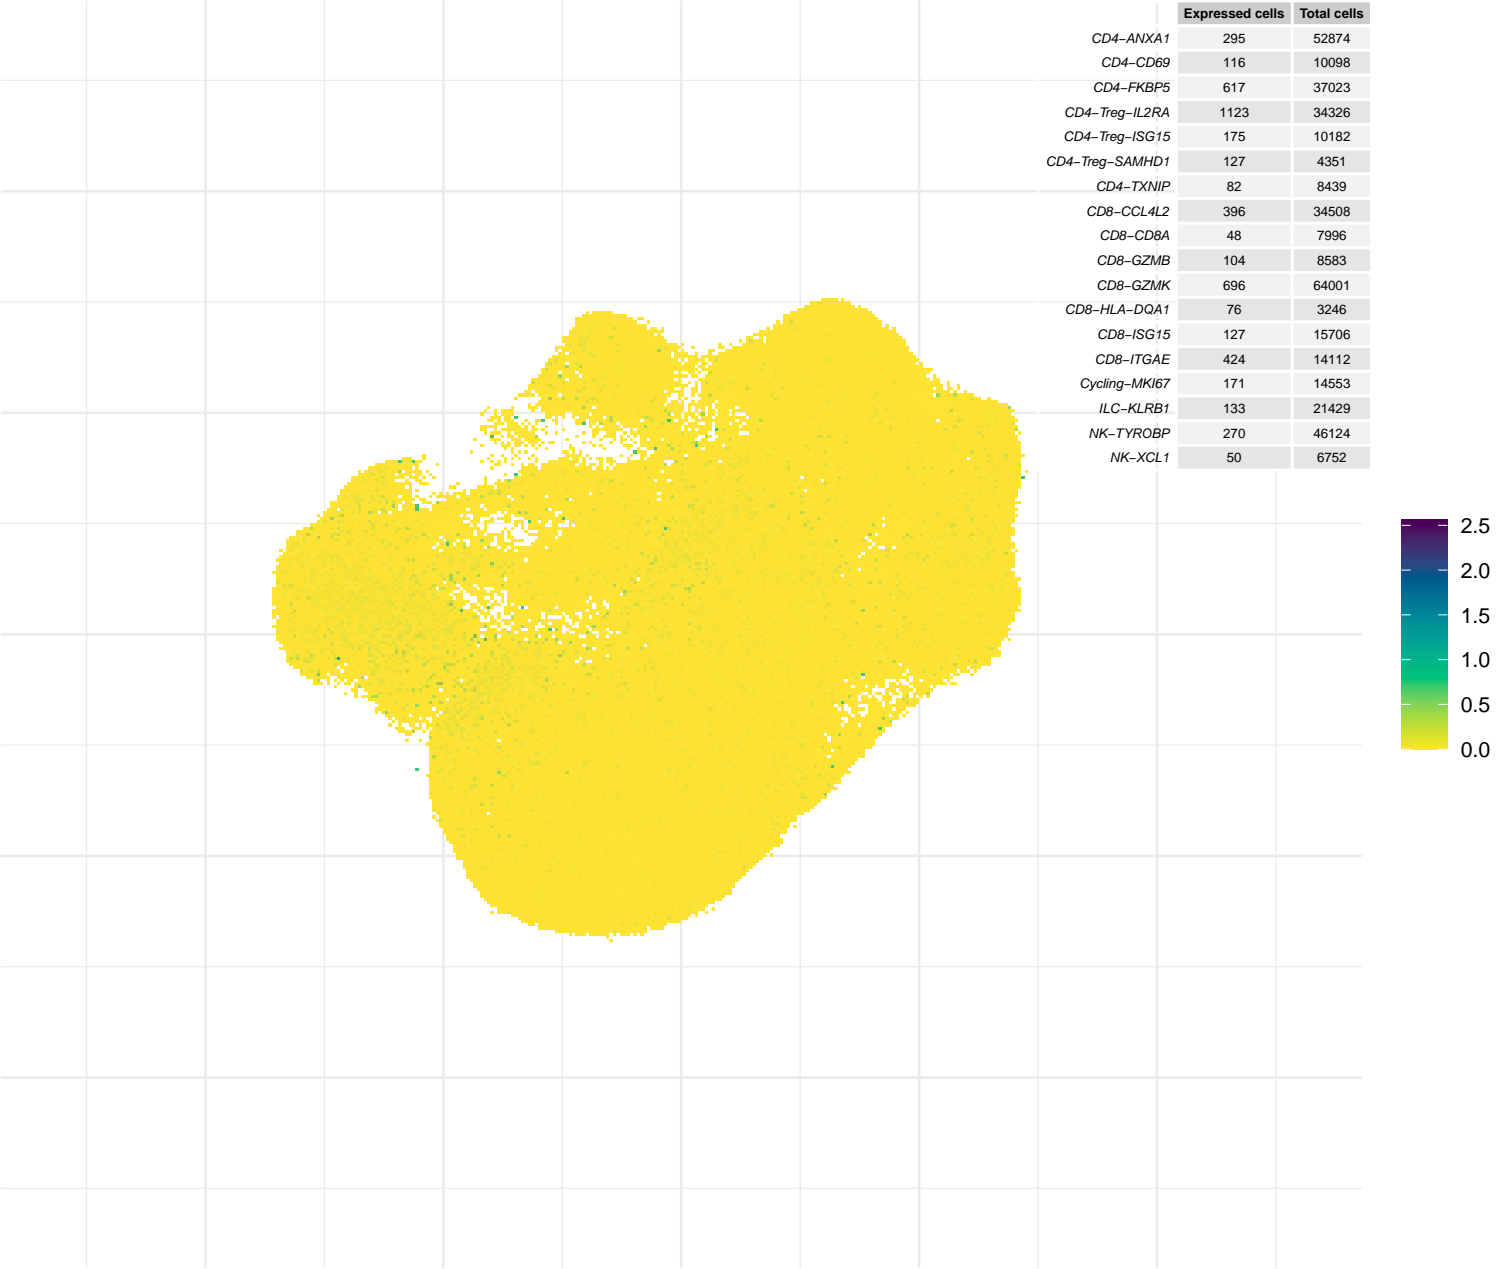 Expressed cells Total cells
CD4−ANXA1 295 52874
CD4−CD69 116 10098
CD4−FKBP5 617 37023
CD4−Treg−IL2RA 1123 34326
CD4−Treg−ISG15 175 10182
CD4−Treg−SAMHD1 127 4351
CD4−TXNIP 82 8439
CD8−CCL4L2 396 34508
CD8−CD8A 48 7996
CD8−GZMB 104 8583
CD8−GZMK 696 64001
CD8−HLA−DQA1 76 3246
CD8−ISG15 127 15706
CD8−ITGAE 424 14112
Cycling−MKI67 171 14553
ILC−KLRB1 133 21429
NK−TYROBP 270 46124
NK−XCL1 50 6752
2.5
2.0
1.5
1.0
0.5
0.0